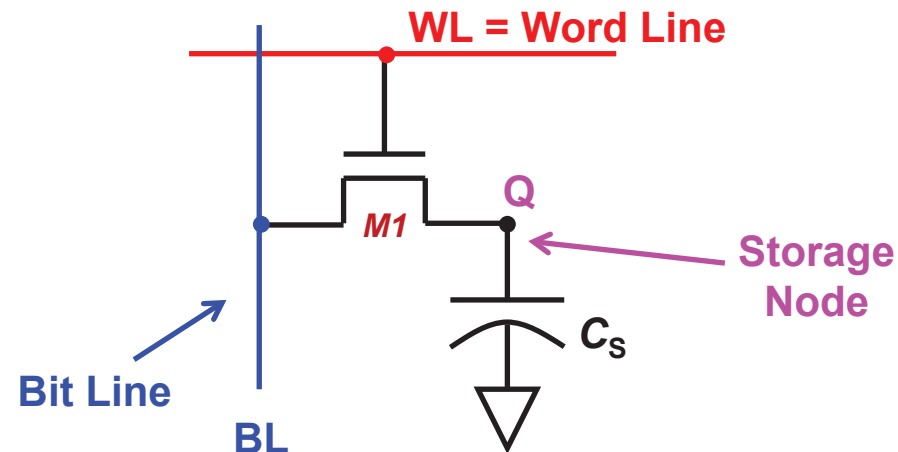 WL = Word Line
Q
M1
Storage
Node
CS
Bit Line
BL